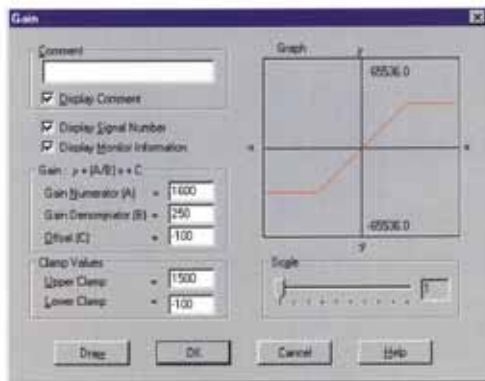 Gain
Comment
Display Comment
Display Signal Number
Display Monitor Information
Gain : y = (A/B) x + C
Gain Numerator (A) = 1600
Gain Denominator (B) = 250
Offset (C) = -100
Clamp Values
Upper Clamp = 1500
Lower Clamp = -100
Graph
65536.0
-65536.0
Scale
1
Draw
OK
Cancel
Help